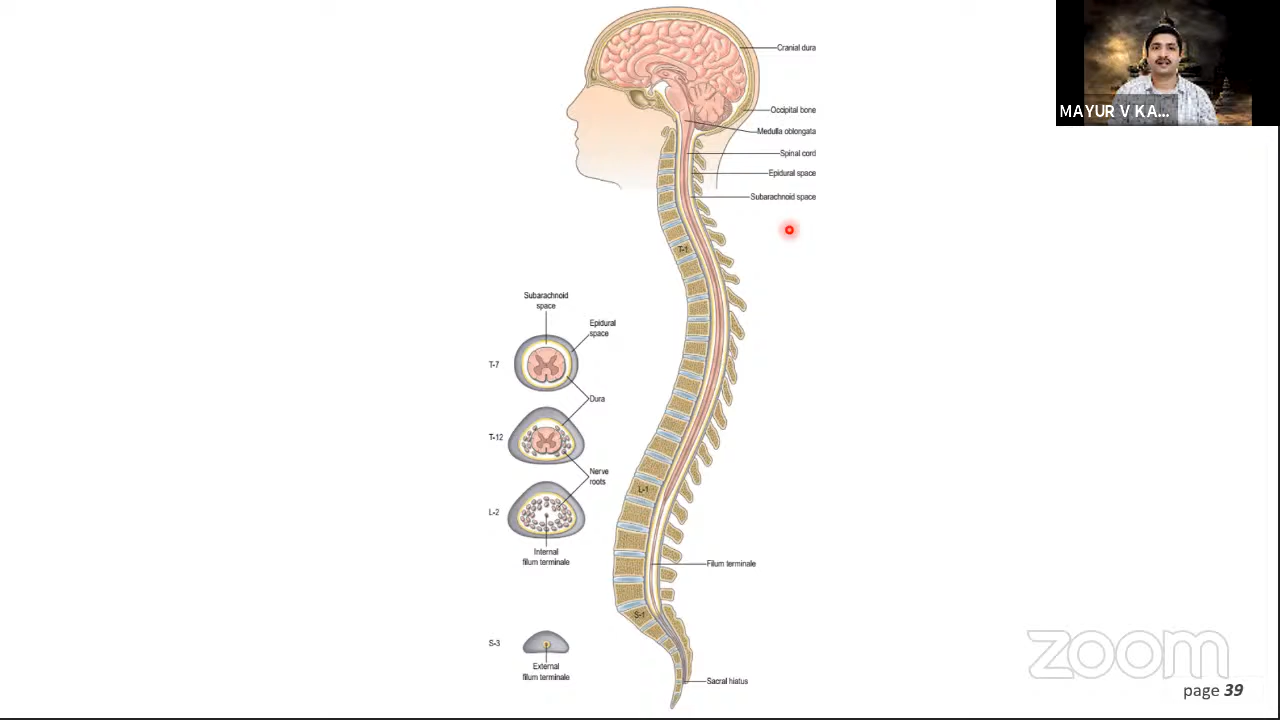 Cranial dura
Occipital bone
Medulla oblongata
Spinal cord
Epidural space
Subarachnoid space
MAYUR V KA...
T-1
Subarachnoid
space
Epidural
space
T-7
Dura
T-12
Nerve
roots
L-1
L-2
Internal
filum terminale
Filum terminale
S-1
S-3
External
filum terminale
Sacral hiatus
zoom
page 39